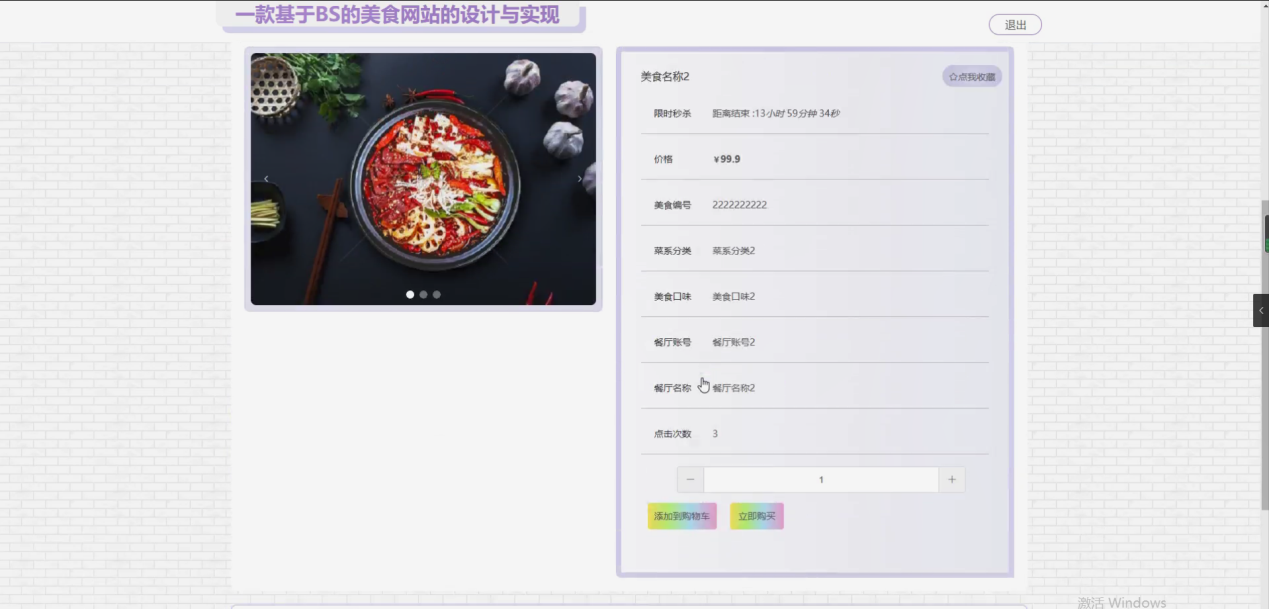 一款基于BS的美食网站的设计与实现
退出
美食名称2
☆点我收藏
限时秒杀 距离结束 :13小时 59分钟 34秒
价格 ￥99.9
美食编号 2222222222
菜系分类 菜系分类2
美食口味 美食口味2
餐厅账号 餐厅账号2
餐厅名称 餐厅名称2
点击次数 3
− 1 +
添加到购物车 立即购买
激活 Windows